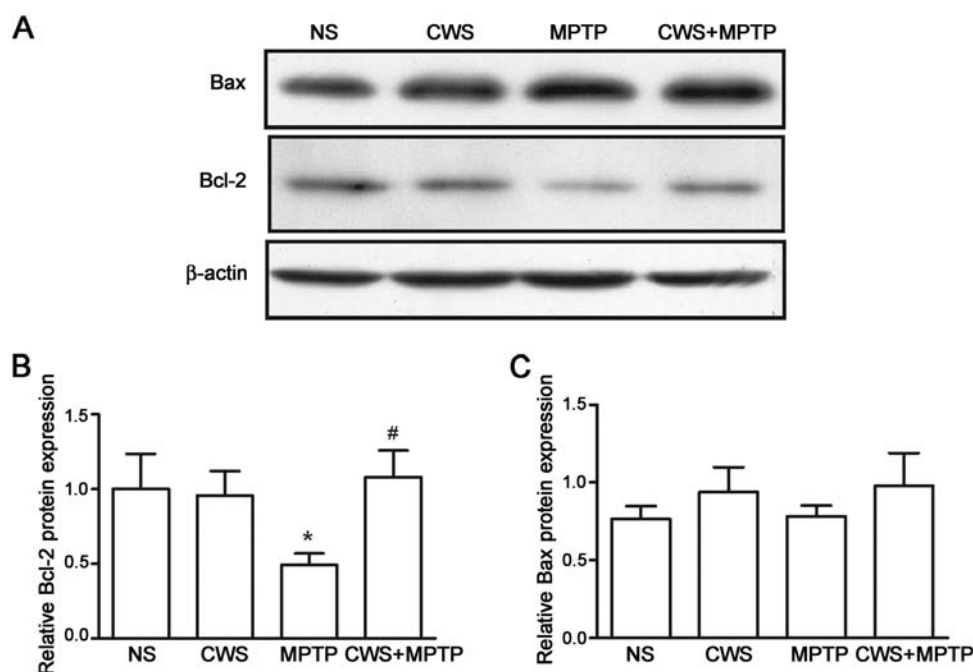 A
NS CWS MPTP CWS+MPTP
Bax
Bcl-2
β-actin
B
Relative Bcl-2 protein expression
1.5
1.0
0.5
0.0
*
#
NS CWS MPTP CWS+MPTP
C
Relative Bax protein expression
1.5
1.0
0.5
0.0
NS CWS MPTP CWS+MPTP